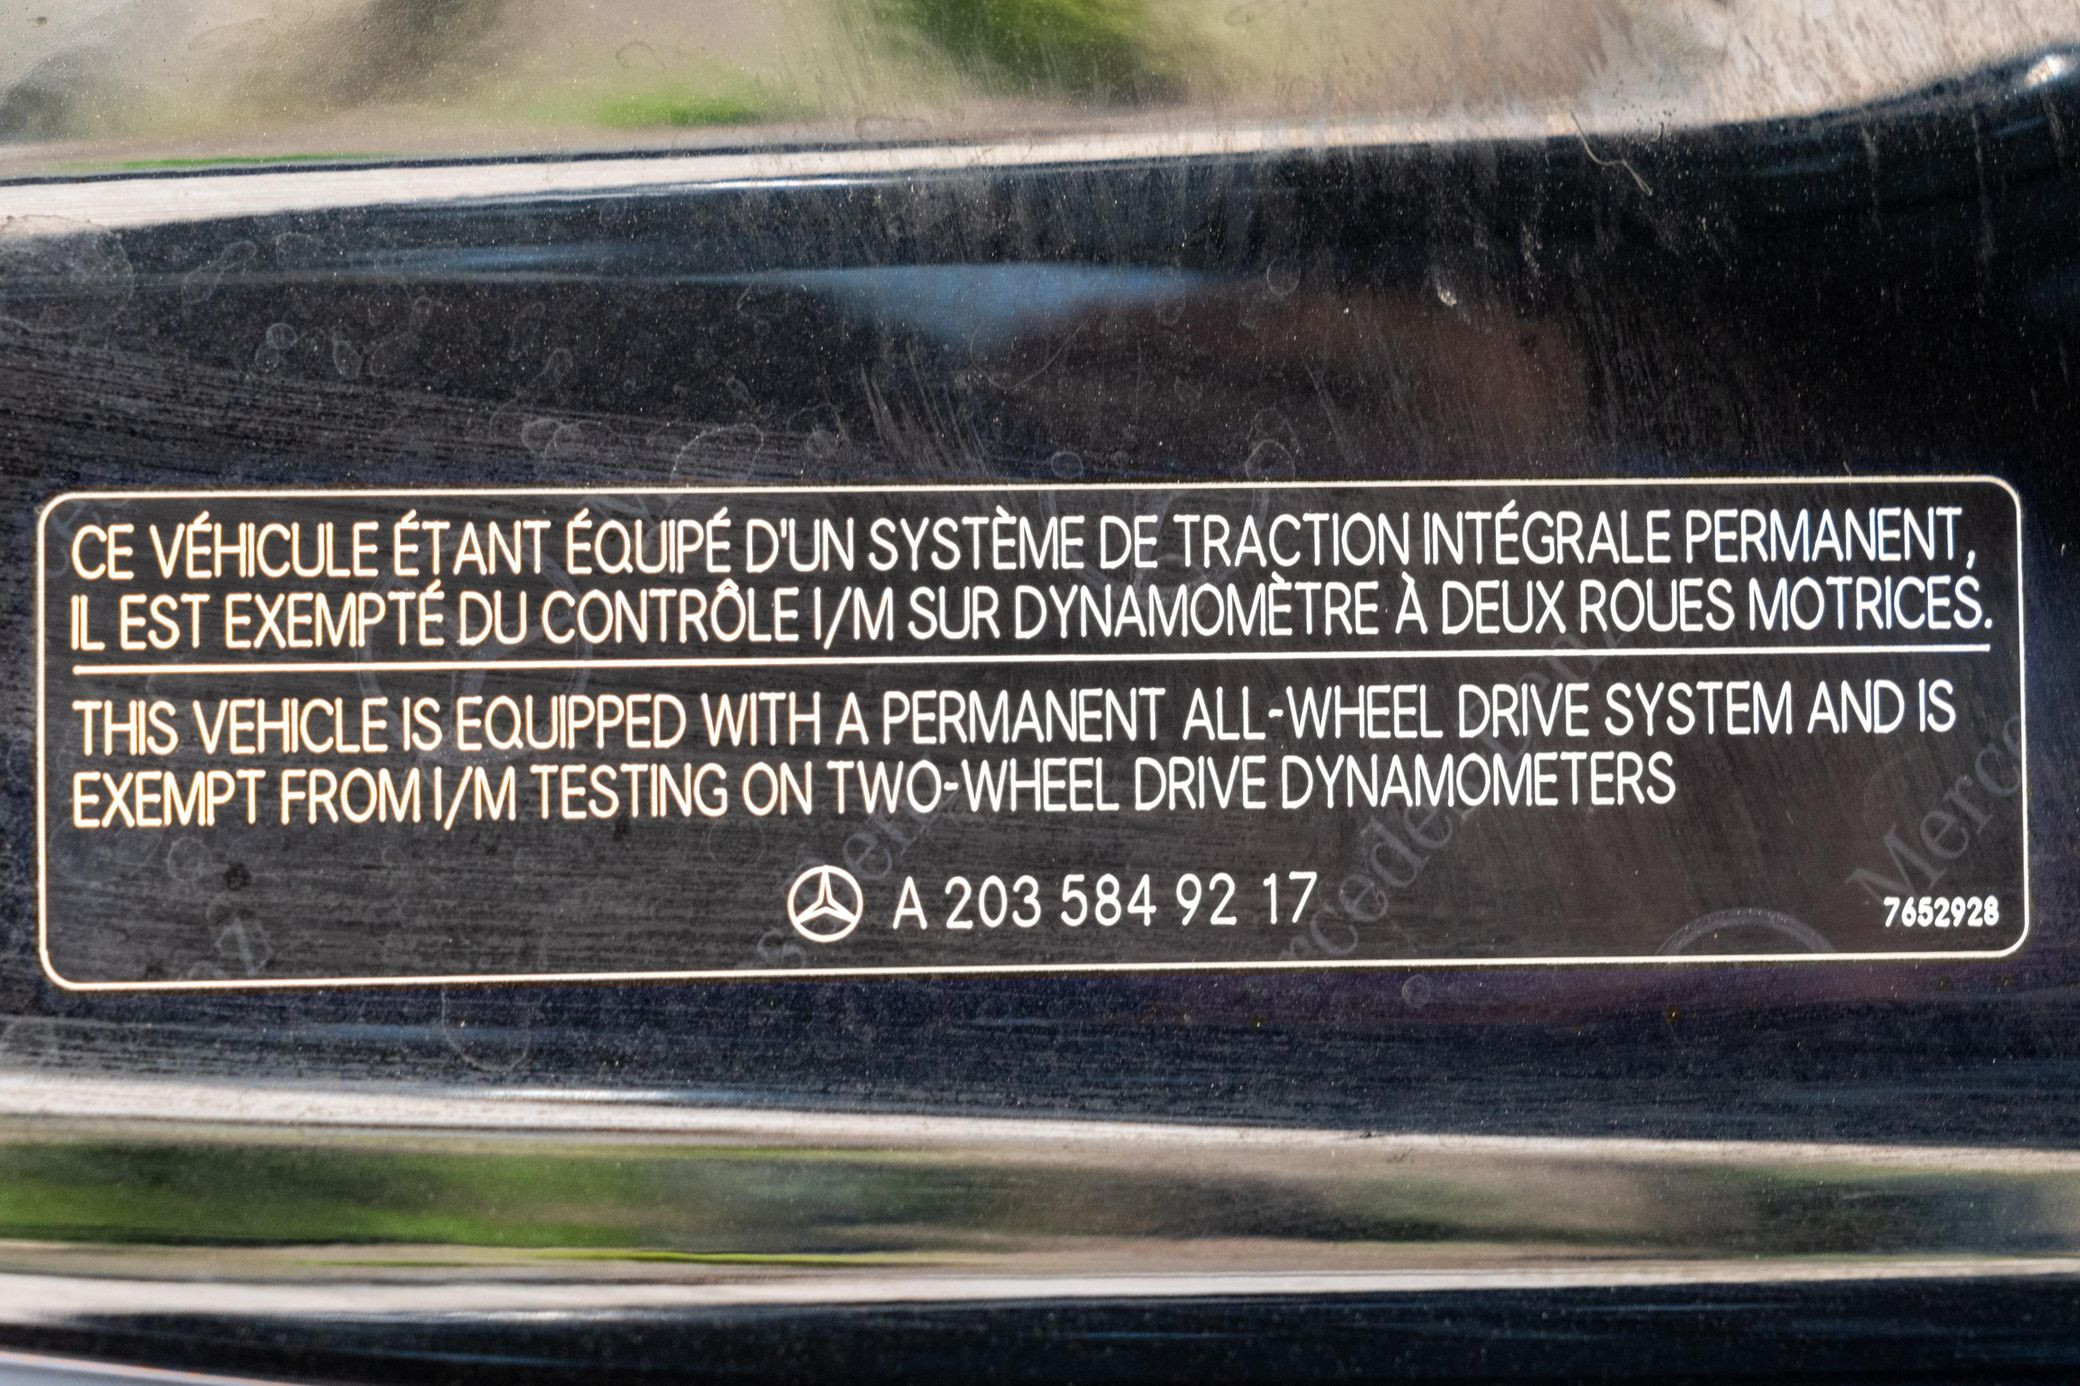 CE VÉHICULE ÉTANT ÉQUIPÉ D'UN SYSTÈME DE TRACTION INTÉGRALE PERMANENT,
IL EST EXEMPTÉ DU CONTRÔLE I/M SUR DYNAMOMÈTRE À DEUX ROUES MOTRICES.
THIS VEHICLE IS EQUIPPED WITH A PERMANENT ALL-WHEEL DRIVE SYSTEM AND IS
EXEMPT FROM I/M TESTING ON TWO-WHEEL DRIVE DYNAMOMETERS
A 203 584 92 17
7652928